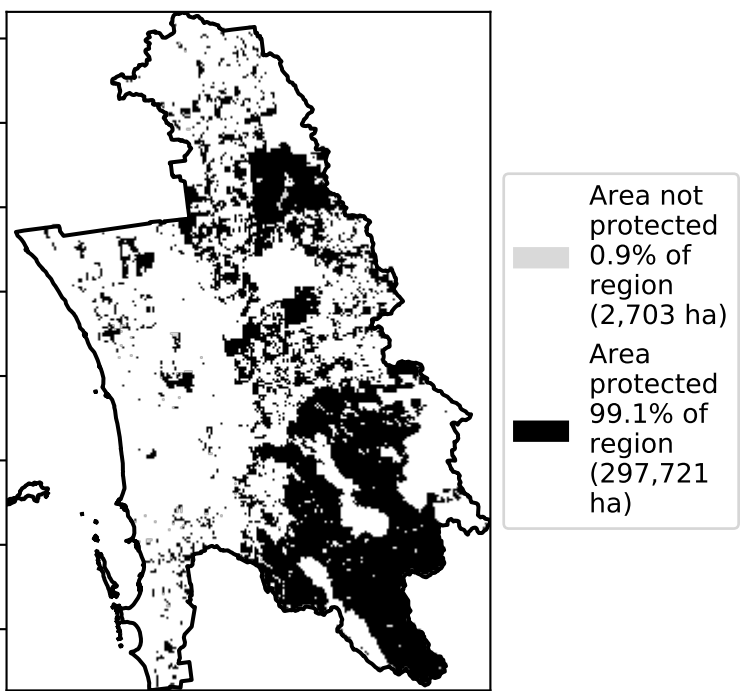 Area not
protected
0.9% of
region
(2,703 ha)
Area
protected
99.1% of
region
(297,721
ha)